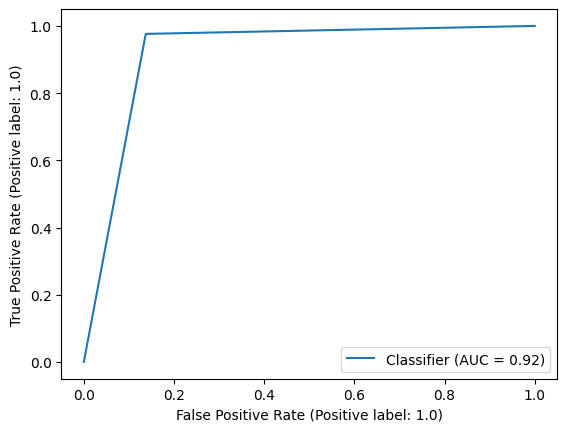 True Positive Rate (Positive label: 1.0)
1.0
0.8
0.6
0.4
0.2
0.0
Classifier (AUC = 0.92)
0.0 0.2 0.4 0.6 0.8 1.0
False Positive Rate (Positive label: 1.0)